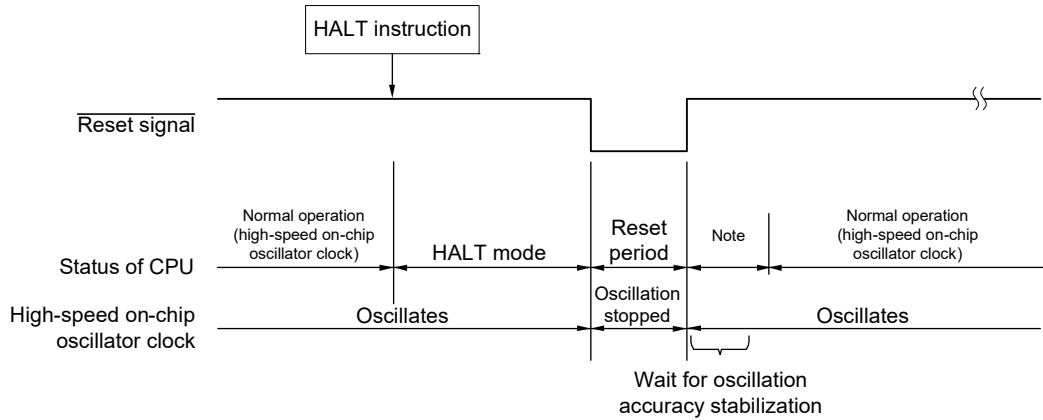 HALT instruction
Reset signal
Normal operation
(high-speed on-chip
oscillator clock)
HALT mode
Reset
period
Note
Normal operation
(high-speed on-chip
oscillator clock)
Status of CPU
High-speed on-chip
oscillator clock
Oscillates
Oscillation
stopped
Oscillates
Wait for oscillation
accuracy stabilization